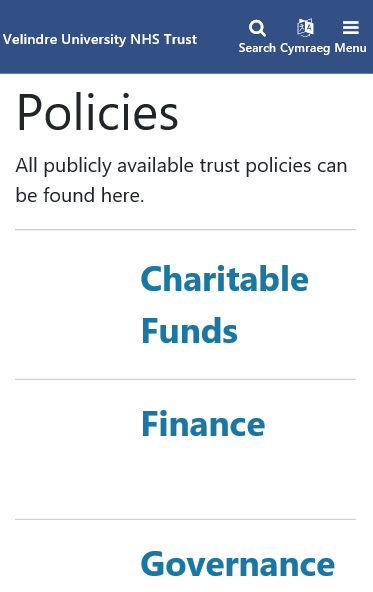 Velindre University NHS Trust
Search Cymraeg Menu
Policies
All publicly available trust policies can
be found here.
Charitable
Funds
Finance
Governance